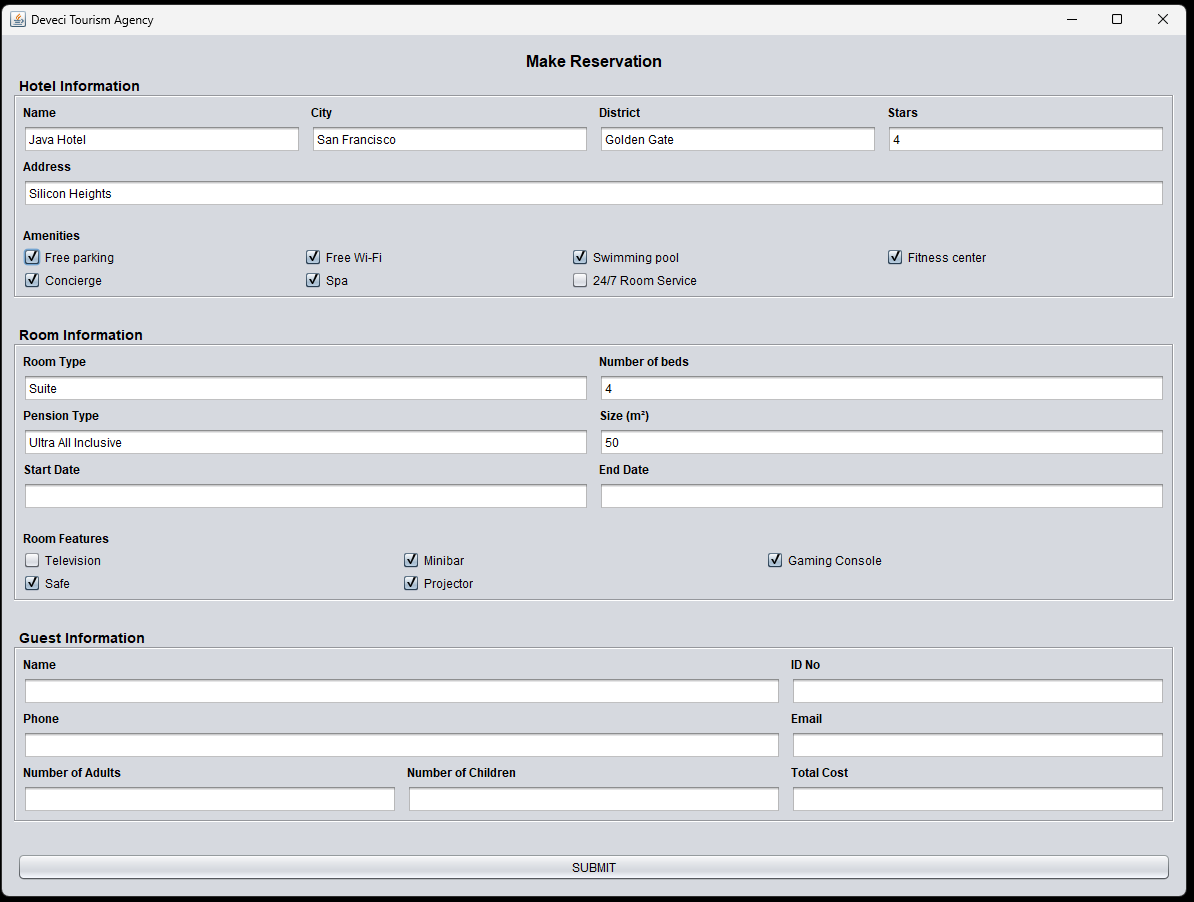 Deveci Tourism Agency
Make Reservation
Hotel Information
Name City District Stars
Java Hotel San Francisco Golden Gate 4
Address
Silicon Heights
Amenities
Free parking Free Wi-Fi Swimming pool Fitness center
Concierge Spa 24/7 Room Service
Room Information
Room Type Number of beds
Suite 4
Pension Type Size (m²)
Ultra All Inclusive 50
Start Date End Date
Room Features
Television Minibar Gaming Console
Safe Projector
Guest Information
Name ID No
Phone Email
Number of Adults Number of Children Total Cost
SUBMIT